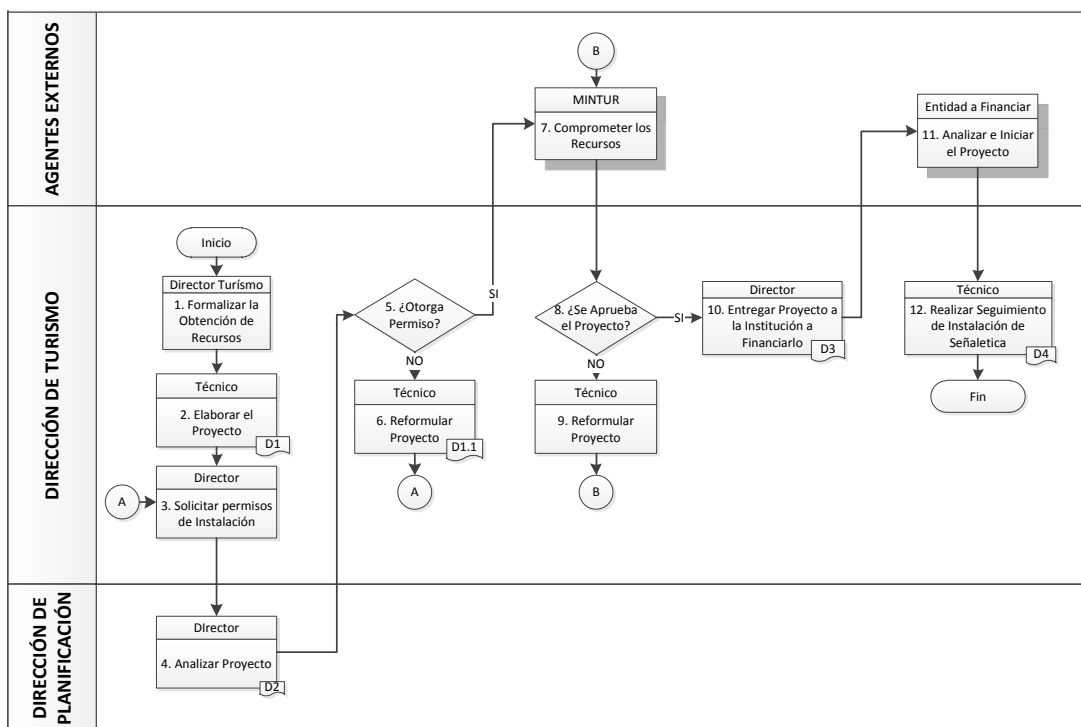 AGENTES EXTERNOS
B
MINTUR
7. Comprometer los
Recursos
Entidad a Financiar
11. Analizar e Iniciar
el Proyecto
DIRECCIÓN DE TURISMO
Inicio
Director Turísmo
1. Formalizar la
Obtención de
Recursos
Técnico
2. Elaborar el
Proyecto
D1
Director
3. Solicitar permisos
de Instalación
A
5. ¿Otorga
Permiso?
SI
NO
Técnico
6. Reformular
Proyecto
D1.1
A
8. ¿Se Aprueba
el Proyecto?
SI
NO
Técnico
9. Reformular
Proyecto
B
Director
10. Entregar Proyecto a
la Institución a
Financiarlo
D3
Técnico
12. Realizar Seguimiento
de Instalación de
Señaletica
D4
Fin
DIRECCIÓN DE
PLANIFICACIÓN
DIrector
4. Analizar Proyecto
D2